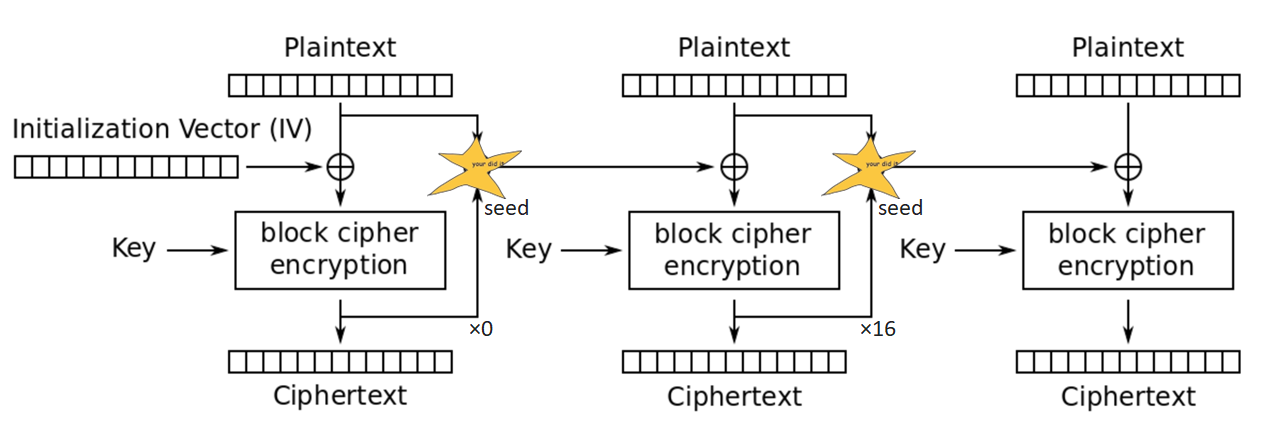 Plaintext
Plaintext
Plaintext
Initialization Vector (IV)
your did it
your did it
seed
seed
Key
block cipher
encryption
Key
block cipher
encryption
Key
block cipher
encryption
×0
×16
Ciphertext
Ciphertext
Ciphertext